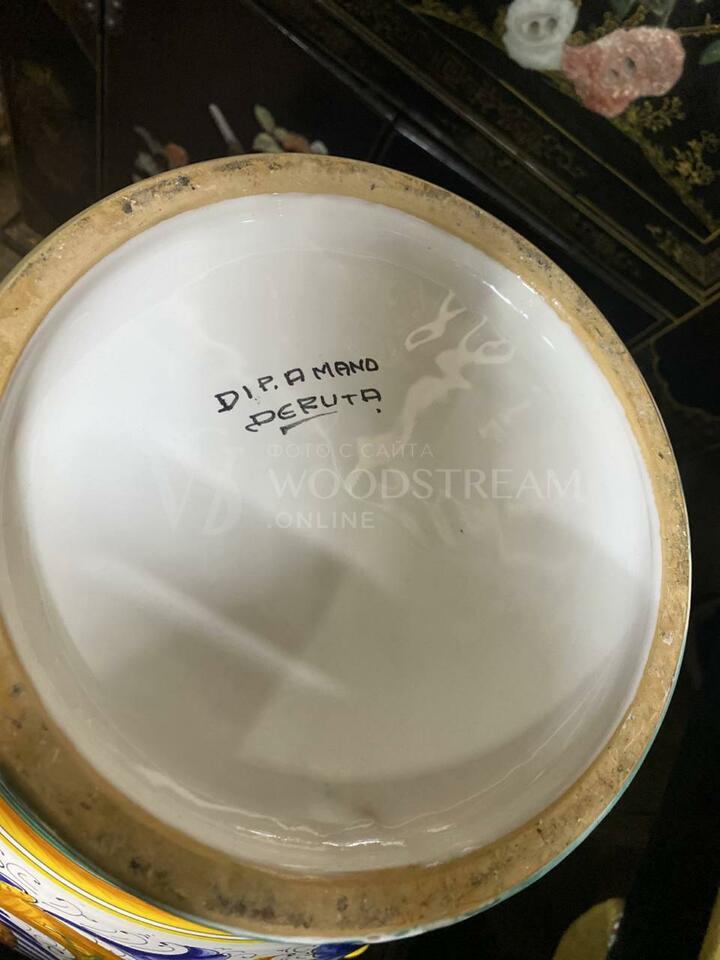 DIP. A MANO
DERUTA.
ФОТО С САЙТА
WOODSTREAM
.ONLINE